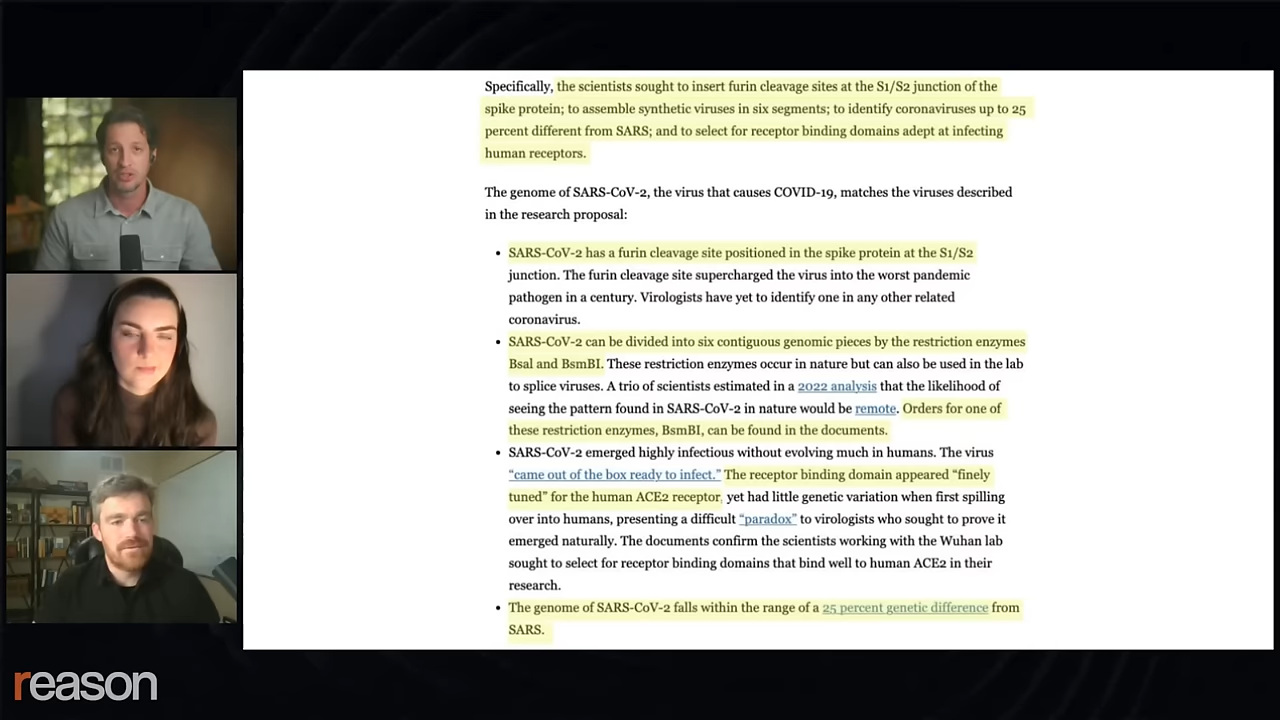 Specifically, the scientists sought to insert furin cleavage sites at the S1/S2 junction of the
spike protein; to assemble synthetic viruses in six segments; to identify coronaviruses up to 25
percent different from SARS; and to select for receptor binding domains adept at infecting
human receptors.
The genome of SARS-CoV-2, the virus that causes COVID-19, matches the viruses described
in the research proposal:
• SARS-CoV-2 has a furin cleavage site positioned in the spike protein at the S1/S2
junction. The furin cleavage site supercharged the virus into the worst pandemic
pathogen in a century. Virologists have yet to identify one in any other related
coronavirus.
• SARS-CoV-2 can be divided into six contiguous genomic pieces by the restriction enzymes
BsaI and BsmBI. These restriction enzymes occur in nature but can also be used in the lab
to splice viruses. A trio of scientists estimated in a 2022 analysis that the likelihood of
seeing the pattern found in SARS-CoV-2 in nature would be remote. Orders for one of
these restriction enzymes, BsmBI, can be found in the documents.
• SARS-CoV-2 emerged highly infectious without evolving much in humans. The virus
“came out of the box ready to infect.” The receptor binding domain appeared “finely
tuned” for the human ACE2 receptor, yet had little genetic variation when first spilling
over into humans, presenting a difficult “paradox” to virologists who sought to prove it
emerged naturally. The documents confirm the scientists working with the Wuhan lab
sought to select for receptor binding domains that bind well to human ACE2 in their
research.
• The genome of SARS-CoV-2 falls within the range of a 25 percent genetic difference from
SARS.
reason